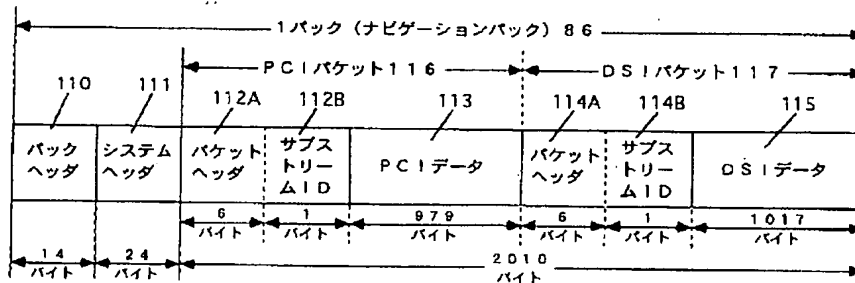 1パック（ナビゲーションパック）86
PCIパケット116
DSIパケット117
110
111
112A
112B
113
114A
114B
115
パック
ヘッダ
システム
ヘッダ
パケット
ヘッダ
サブス
トリー
ムID
PCIデータ
パケット
ヘッダ
サブス
トリー
ムID
DSIデータ
6
バイト
1
バイト
979
バイト
6
バイト
1
バイト
1017
バイト
14
バイト
24
バイト
2010
バイト